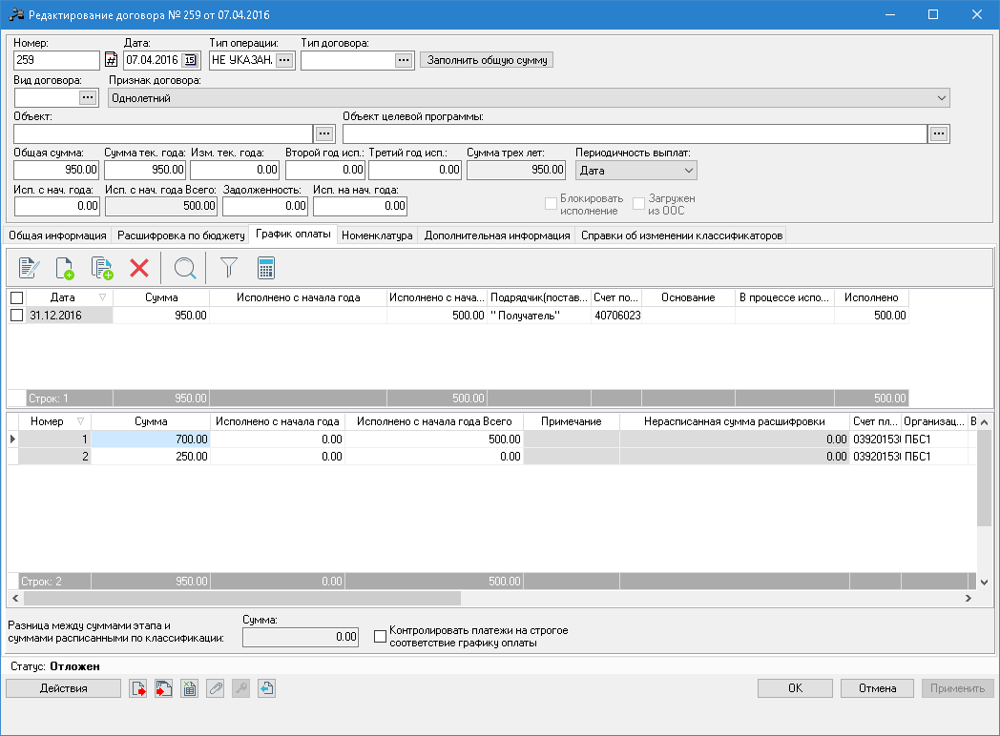 Редактирование договора № 259 от 07.04.2016
Номер: Дата: Тип операции: Тип договора:
259 07.04.2016 15 НЕ УКАЗАН. ... ... Заполнить общую сумму
Вид договора: Признак договора:
... Однолетний
Объект: Объект целевой программы:
... ...
Общая сумма: Сумма тек. года: Изм. тек. года: Второй год исп.: Третий год исп.: Сумма трех лет: Периодичность выплат:
950.00 950.00 0.00 0.00 0.00 950.00 Дата
Исп. с нач. года: Исп. с нач. года Всего: Задолженность: Исп. на нач. года:
0.00 500.00 0.00 0.00
Блокировать исполнение
Загружен из ООС
Общая информация Расшифровка по бюджету График оплаты Номенклатура Дополнительная информация Справки об изменении классификаторов
Дата Сумма Исполнено с начала года Исполнено с нача... Подрядчик(постав... Счет по... Основание В процессе испо... Исполнено
31.12.2016 950.00 500.00 " Получатель" 40706023 500.00
Строк: 1 950.00 500.00 500.00
Номер Сумма Исполнено с начала года Исполнено с начала года Всего Примечание Нерасписанная сумма расшифровки Счет пл... Организац... В
1 700.00 0.00 500.00 0.00 03920153 ПБС1
2 250.00 0.00 0.00 0.00 03920153 ПБС1
Строк: 2 950.00 0.00 500.00
Разница между суммами этапа и
суммами расписанными по классификации:
Сумма:
0.00
Контролировать платежи на строгое
соответствие графику оплаты
Статус: Отложен
Действия OK Отмена Применить